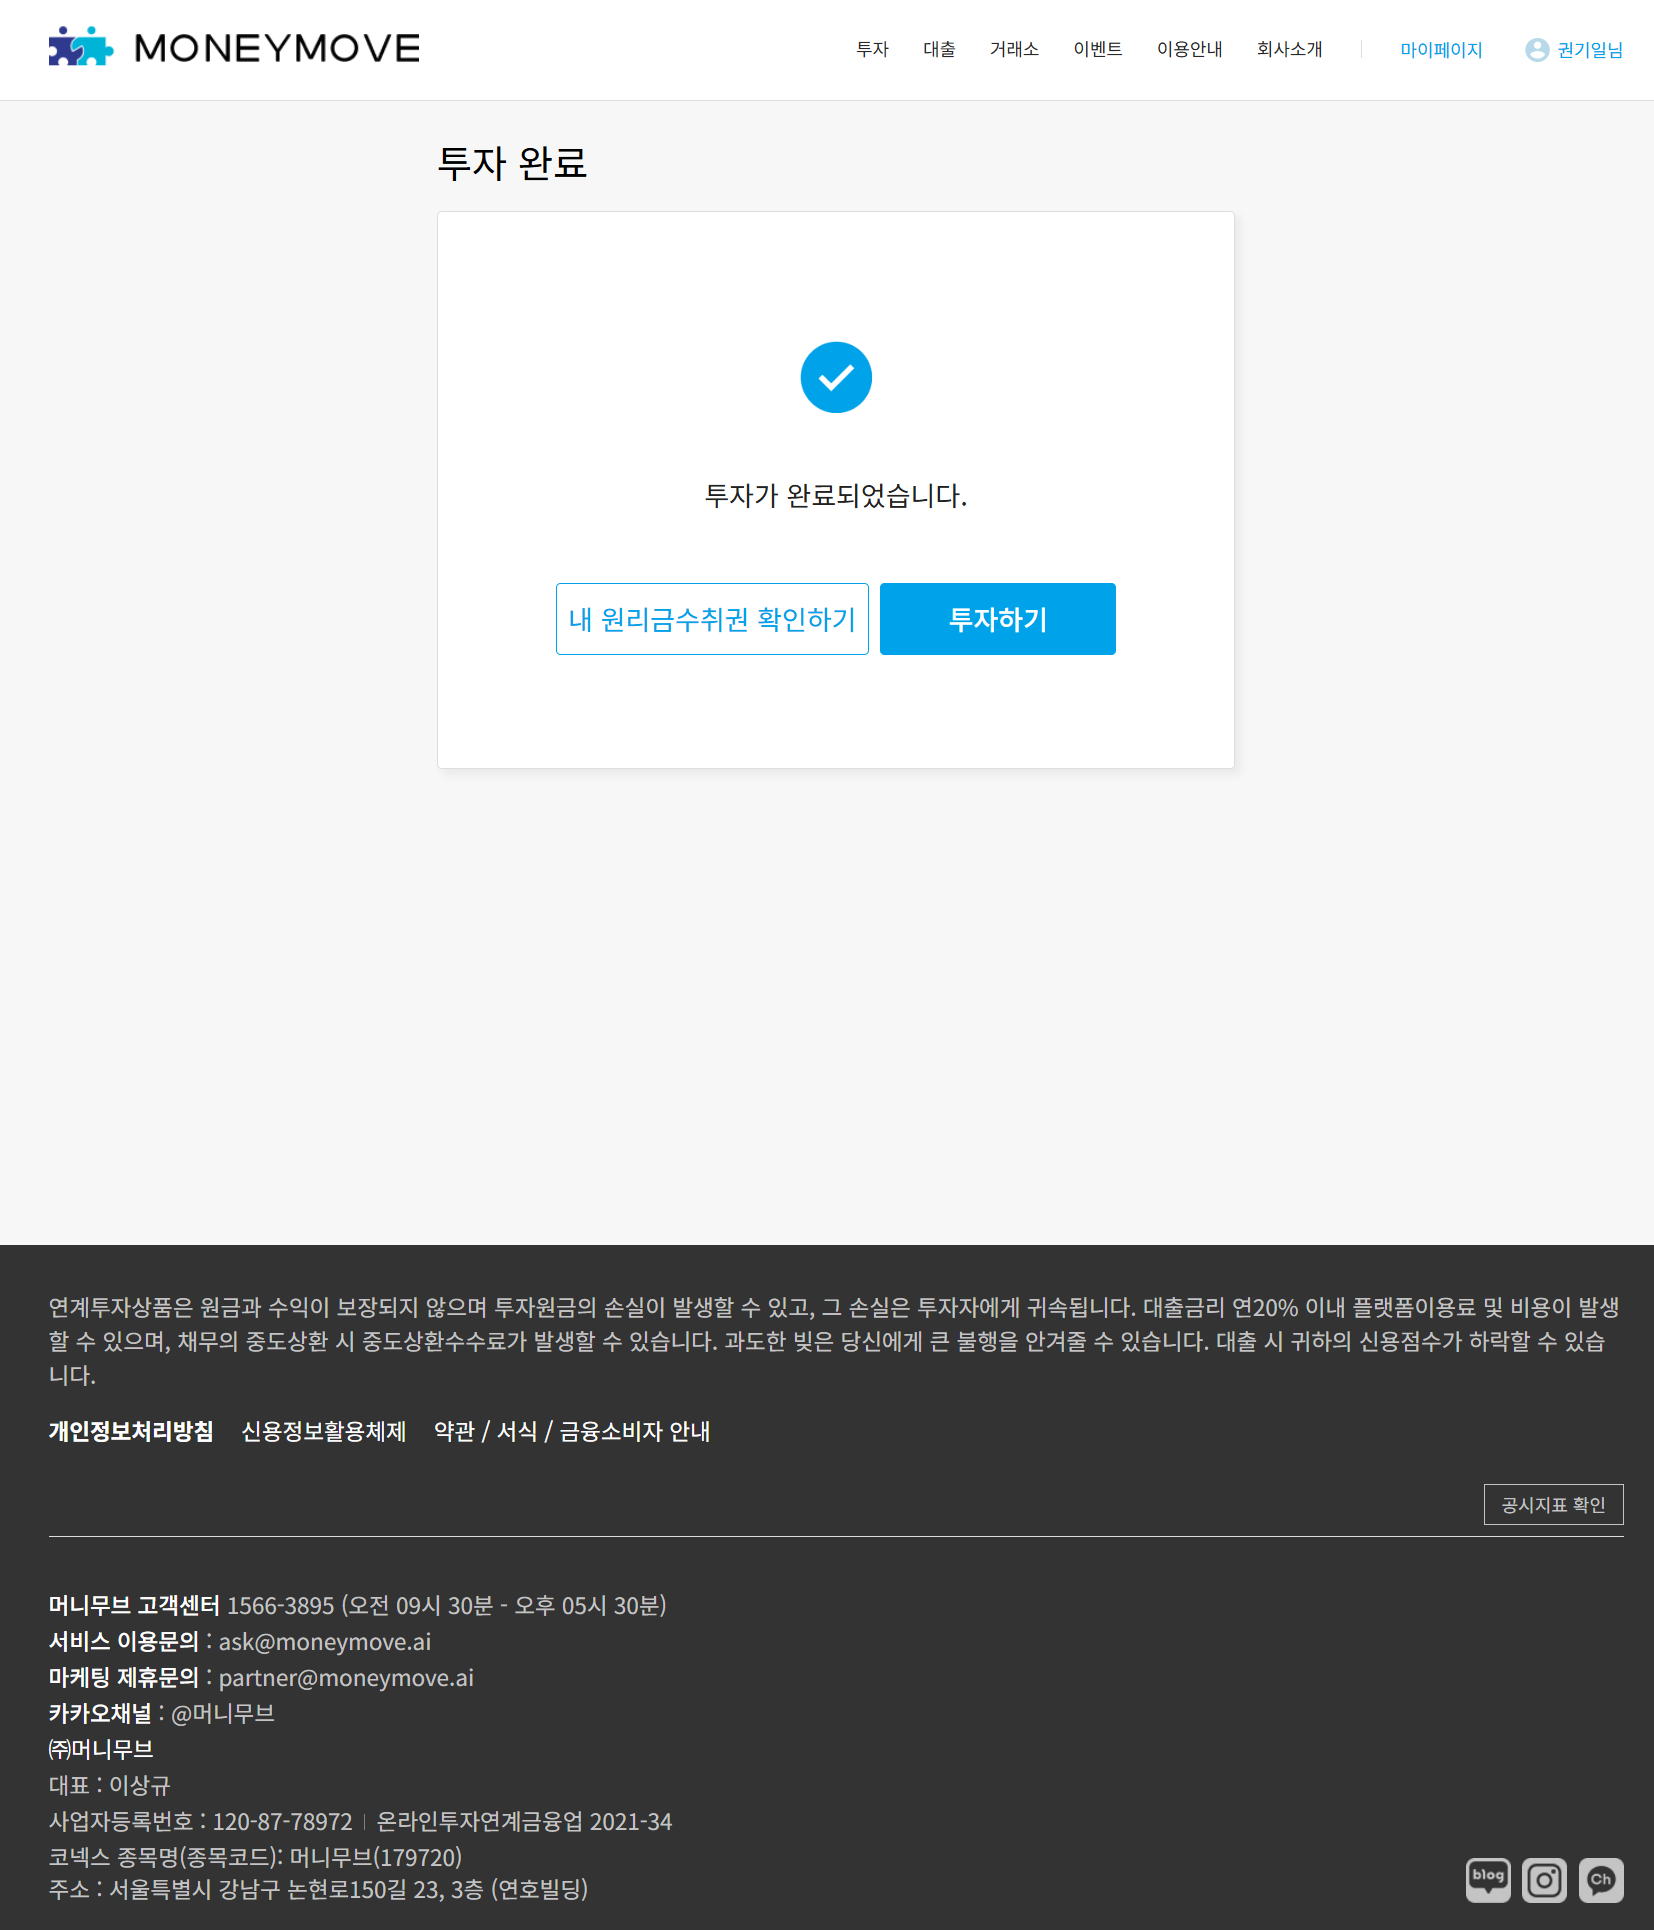 MONEYMOVE
투자 대출 거래소 이벤트 이용안내 회사소개 마이페이지 권기일님
투자 완료
투자가 완료되었습니다.
내 원리금수취권 확인하기 투자하기
연계투자상품은 원금과 수익이 보장되지 않으며 투자원금의 손실이 발생할 수 있고, 그 손실은 투자자에게 귀속됩니다. 대출금리 연20% 이내 플랫폼이용료 및 비용이 발생
할 수 있으며, 채무의 중도상환 시 중도상환수수료가 발생할 수 있습니다. 과도한 빚은 당신에게 큰 불행을 안겨줄 수 있습니다. 대출 시 귀하의 신용점수가 하락할 수 있습
니다.
개인정보처리방침 신용정보활용체제 약관 / 서식 / 금융소비자 안내
공시지표 확인
머니무브 고객센터 1566-3895 (오전 09시 30분 - 오후 05시 30분)
서비스 이용문의 : ask@moneymove.ai
마케팅 제휴문의 : partner@moneymove.ai
카카오채널 : @머니무브
㈜머니무브
대표 : 이상규
사업자등록번호 : 120-87-78972 | 온라인투자연계금융업 2021-34
코넥스 종목명(종목코드): 머니무브(179720)
주소 : 서울특별시 강남구 논현로150길 23, 3층 (연호빌딩)
blog Ch